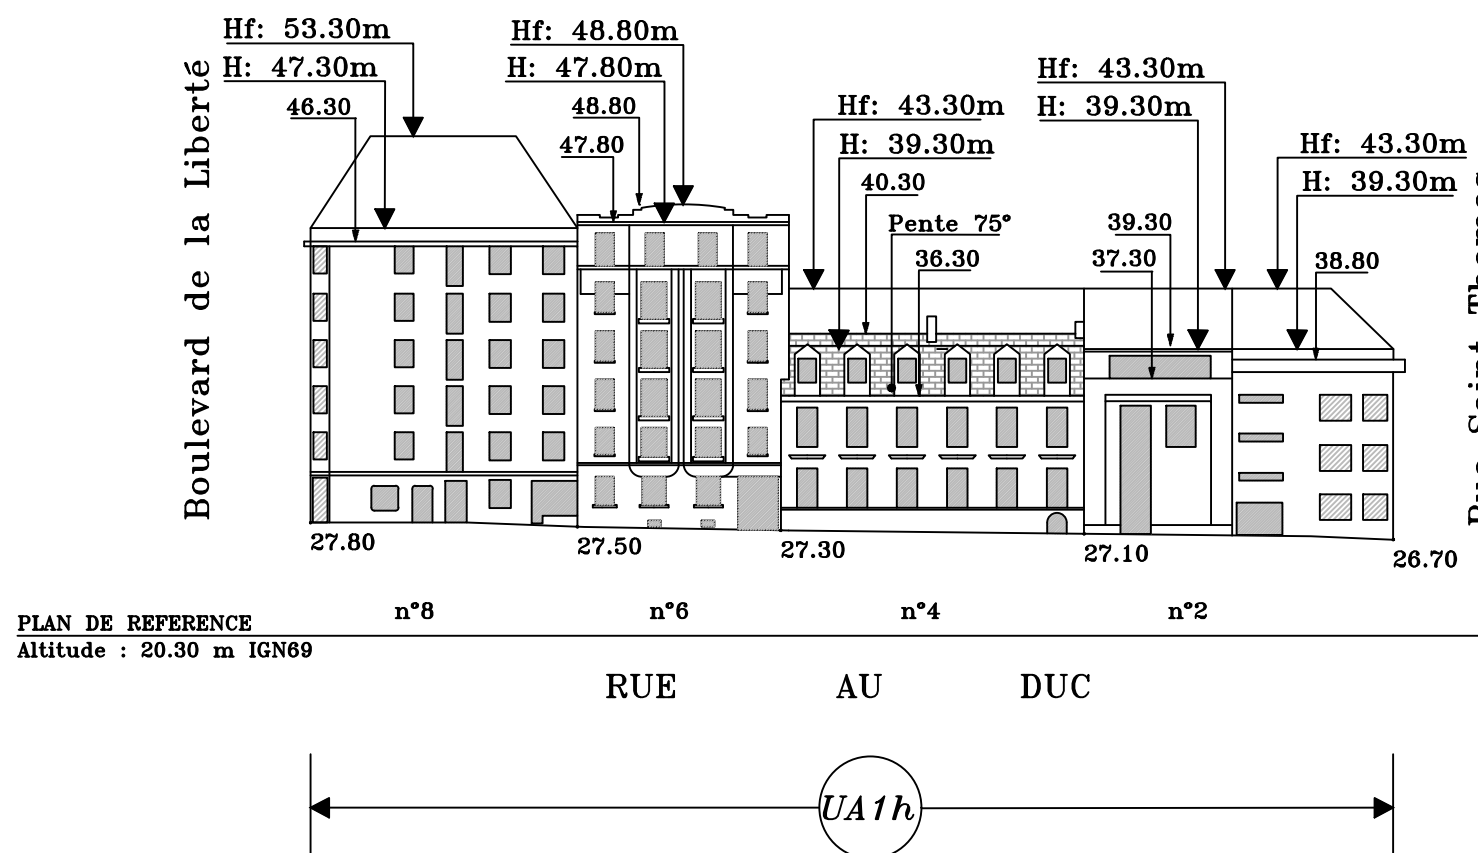 Hf: 53.30m
H: 47.30m
46.30
Hf: 48.80m
H: 47.80m
48.80
47.80
Hf: 43.30m
H: 39.30m
40.30
Pente 75°
36.30
Hf: 43.30m
H: 39.30m
39.30
37.30
Hf: 43.30m
H: 39.30m
38.80
Boulevard de la Liberté
27.80
27.50
27.30
27.10
26.70
n°8
n°6
n°4
n°2
PLAN DE REFERENCE
Altitude : 20.30 m IGN69
RUE AU DUC
UA1h